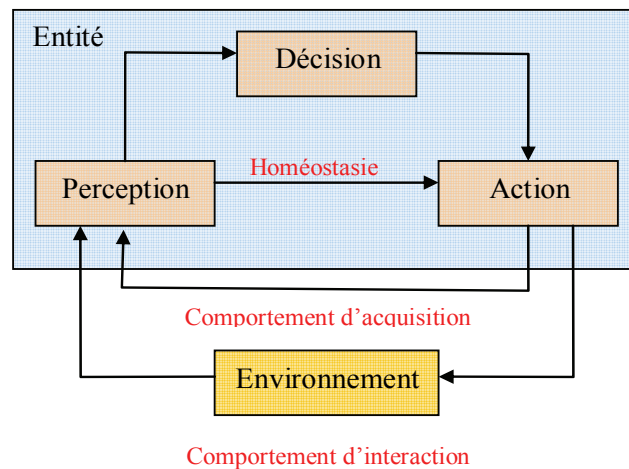 Entité
Décision
Homéostasie
Perception
Action
Comportement d’acquisition
Environnement
Comportement d’interaction